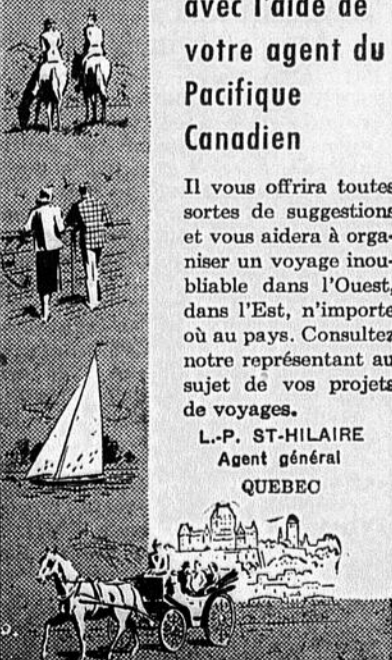 avec l'aide de
votre agent du
Pacifique
Canadien
Il vous offrira toutes
sortes de suggestions
et vous aidera à orga-
niser un voyage inou-
bliable dans l'Ouest,
dans l'Est, n'importe
où au pays. Consultez
notre représentant au
sujet de vos projets
de voyages.
L.-P. ST-HILAIRE
Agent général
QUEBEC